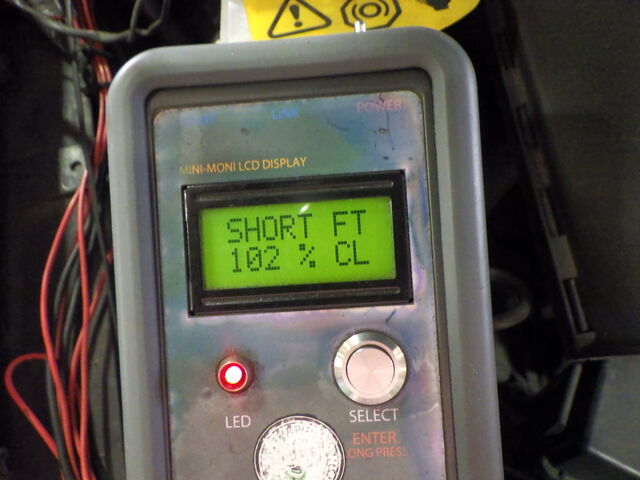 POWER
MINI-MONI LCD DISPLAY
SHORT FT
102 % CL
LED
SELECT
ENTER
LONG PRESS